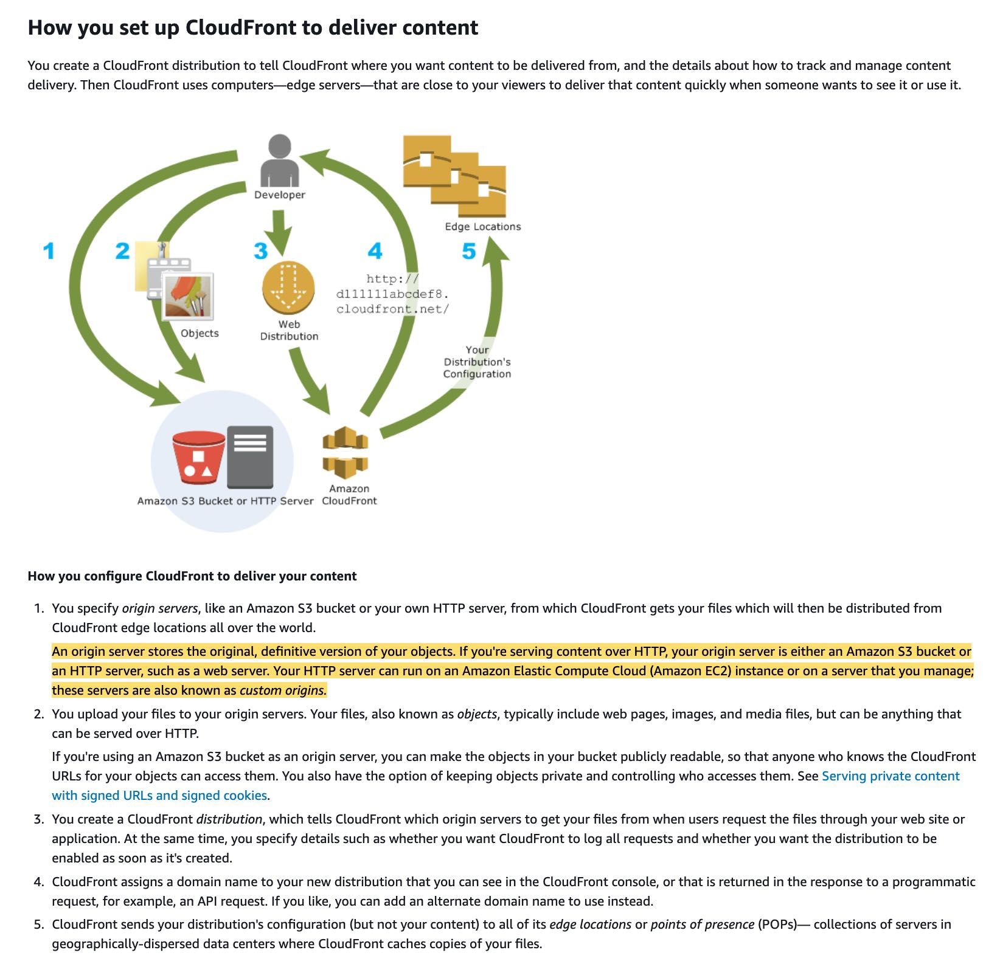 How you set up CloudFront to deliver content
You create a CloudFront distribution to tell CloudFront where you want content to be delivered from, and the details about how to track and manage content
delivery. Then CloudFront uses computers—edge servers—that are close to your viewers to deliver that content quickly when someone wants to see it or use it.
Developer
Edge Locations
1
2
3
4
5
http://
d111111abcdef8.
cloudfront.net/
Objects
Web
Distribution
Your
Distribution's
Configuration
Amazon S3 Bucket or HTTP Server
Amazon
CloudFront
How you configure CloudFront to deliver your content
1. You specify origin servers, like an Amazon S3 bucket or your own HTTP server, from which CloudFront gets your files which will then be distributed from
CloudFront edge locations all over the world.
An origin server stores the original, definitive version of your objects. If you're serving content over HTTP, your origin server is either an Amazon S3 bucket or
an HTTP server, such as a web server. Your HTTP server can run on an Amazon Elastic Compute Cloud (Amazon EC2) instance or on a server that you manage;
these servers are also known as custom origins.
2. You upload your files to your origin servers. Your files, also known as objects, typically include web pages, images, and media files, but can be anything that
can be served over HTTP.
If you're using an Amazon S3 bucket as an origin server, you can make the objects in your bucket publicly readable, so that anyone who knows the CloudFront
URLs for your objects can access them. You also have the option of keeping objects private and controlling who accesses them. See Serving private content
with signed URLs and signed cookies.
3. You create a CloudFront distribution, which tells CloudFront which origin servers to get your files from when users request the files through your web site or
application. At the same time, you specify details such as whether you want CloudFront to log all requests and whether you want the distribution to be
enabled as soon as it's created.
4. CloudFront assigns a domain name to your new distribution that you can see in the CloudFront console, or that is returned in the response to a programmatic
request, for example, an API request. If you like, you can add an alternate domain name to use instead.
5. CloudFront sends your distribution's configuration (but not your content) to all of its edge locations or points of presence (POPs)— collections of servers in
geographically-dispersed data centers where CloudFront caches copies of your files.